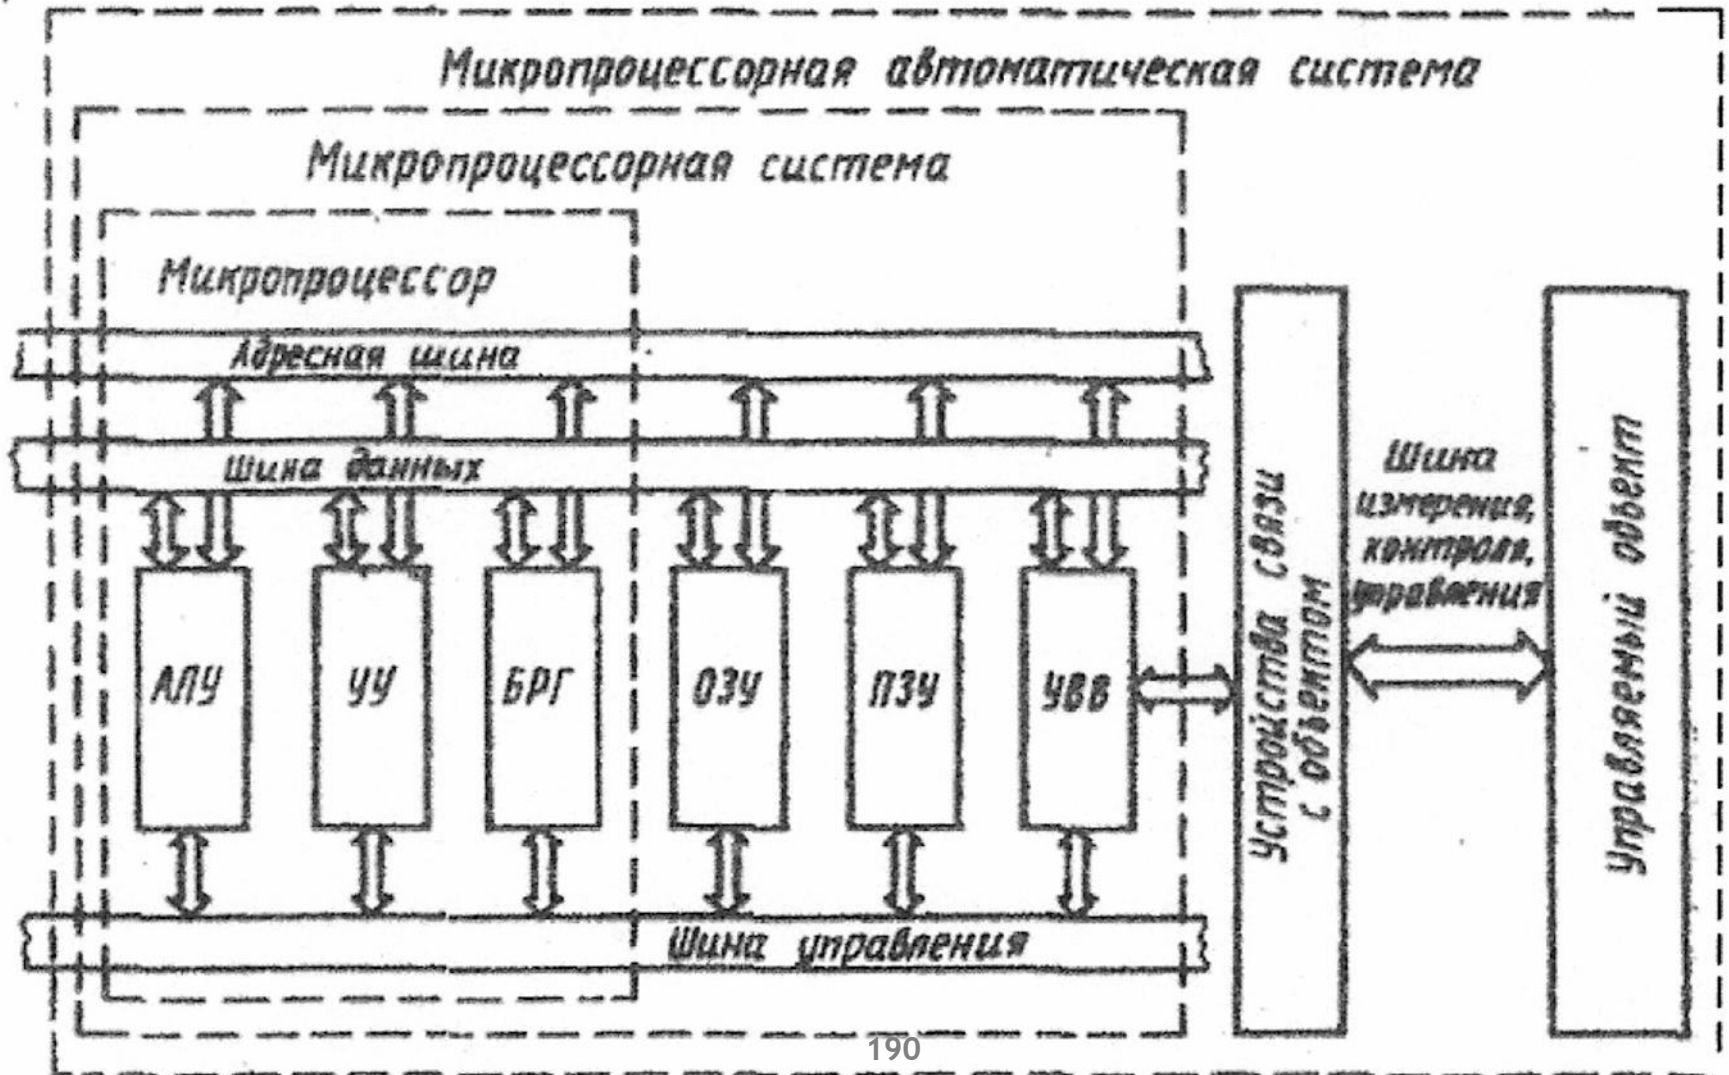 Микропроцессорная автоматическая система
Микропроцессорная система
Микропроцессор
Адресная шина
Шина данных
АЛУ
УУ
БРГ
ОЗУ
ПЗУ
УВВ
Шина управления
Устройства связи
с объектом
Шина
измерения,
контроля,
управления
Управляемый объект
190